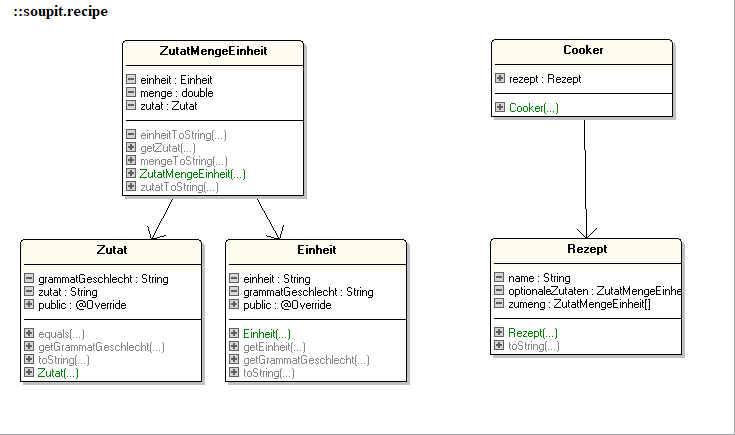 ::soupit.recipe
ZutatMengeEinheit
einheit : Einheit
menge : double
zutat : Zutat
einheitToString(...)
getZutat(...)
mengeToString(...)
ZutatMengeEinheit(...)
zutatToString(...)
Cooker
rezept : Rezept
Cooker(...)
Zutat
grammatGeschlecht : String
zutat : String
public : @Override
equals(...)
getGrammatGeschlecht(...)
toString(...)
Zutat(...)
Einheit
einheit : String
grammatGeschlecht : String
public : @Override
Einheit(...)
getEinheit(...)
getGrammatGeschlecht(...)
toString(...)
Rezept
name : String
optionaleZutaten : ZutatMengeEinhe
zumeng : ZutatMengeEinheit[]
Rezept(...)
toString(...)